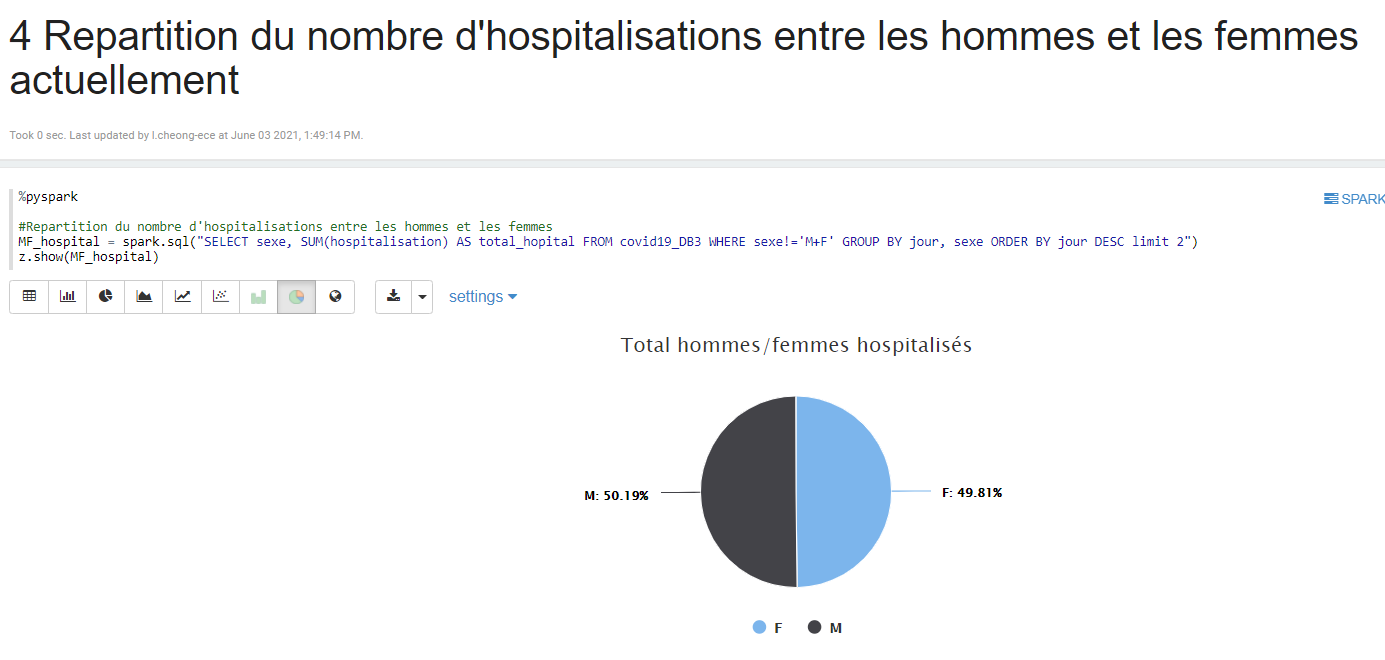 4 Repartition du nombre d'hospitalisations entre les hommes et les femmes
actuellement
Took 0 sec. Last updated by l.cheong-ece at June 03 2021, 1:49:14 PM.
%pyspark
SPARK
#Repartition du nombre d'hospitalisations entre les hommes et les femmes
MF_hospital = spark.sql("SELECT sexe, SUM(hospitalisation) AS total_hopital FROM covid19_DB3 WHERE sexe!='M+F' GROUP BY jour, sexe ORDER BY jour DESC limit 2")
z.show(MF_hospital)
settings
Total hommes/femmes hospitalisés
M: 50.19%
F: 49.81%
F
M